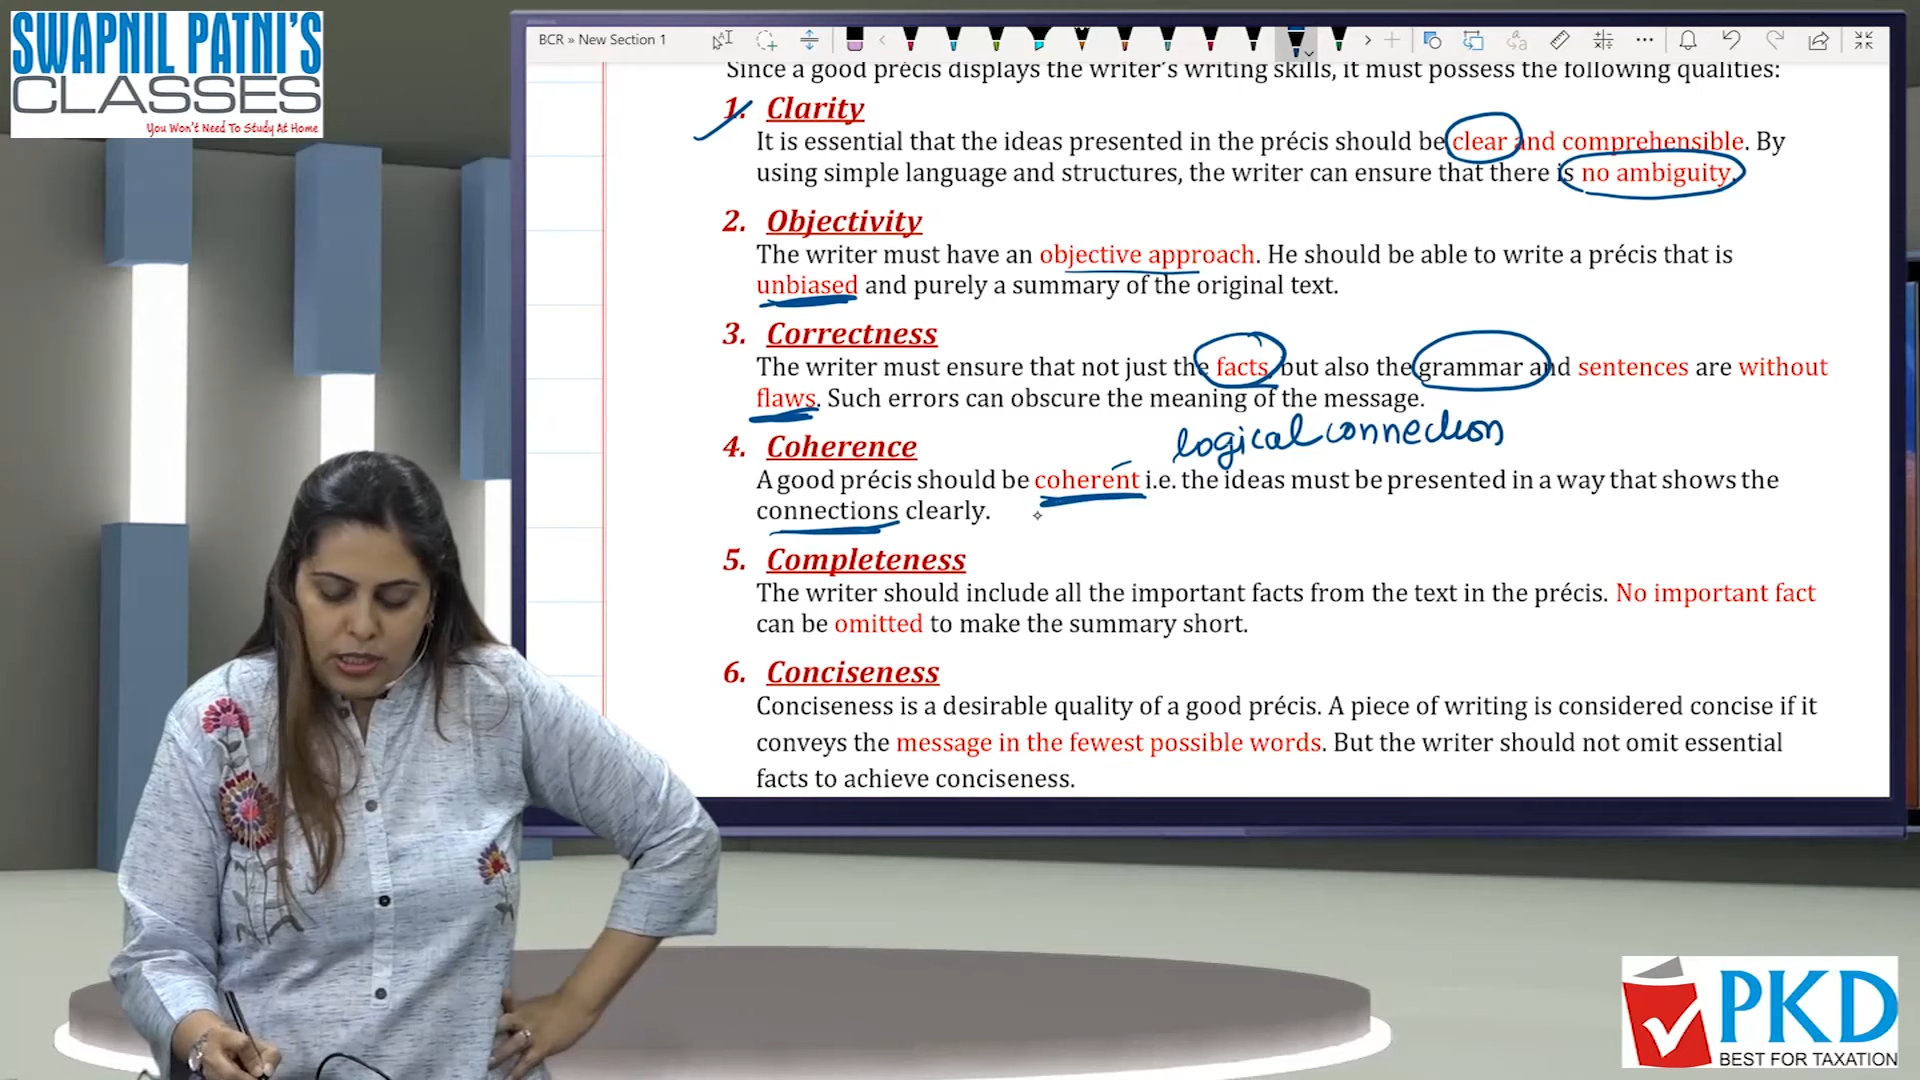 SWAPNIL PATNI'S
CLASSES
You Won't Need To Study At Home
BCR » New Section 1
Since a good précis displays the writer's writing skills, it must possess the following qualities:
1. Clarity
It is essential that the ideas presented in the précis should be clear and comprehensible. By
using simple language and structures, the writer can ensure that there is no ambiguity.
2. Objectivity
The writer must have an objective approach. He should be able to write a précis that is
unbiased and purely a summary of the original text.
3. Correctness
The writer must ensure that not just the facts, but also the grammar and sentences are without
flaws. Such errors can obscure the meaning of the message.
logical connection
4. Coherence
A good précis should be coherent i.e. the ideas must be presented in a way that shows the
connections clearly.
5. Completeness
The writer should include all the important facts from the text in the précis. No important fact
can be omitted to make the summary short.
6. Conciseness
Conciseness is a desirable quality of a good précis. A piece of writing is considered concise if it
conveys the message in the fewest possible words. But the writer should not omit essential
facts to achieve conciseness.
PKD
BEST FOR TAXATION